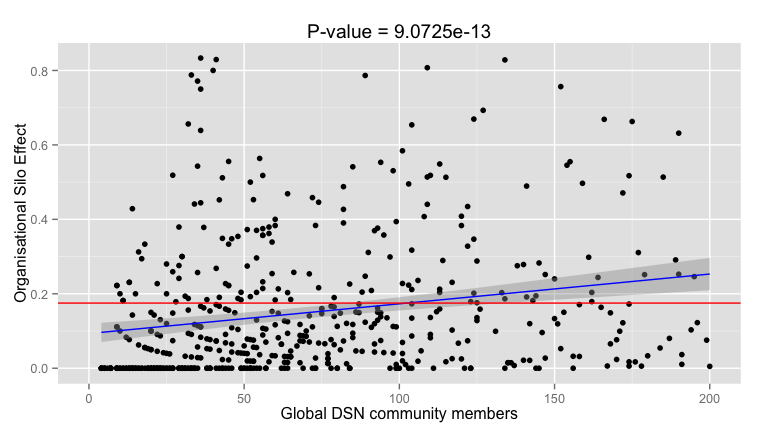 P-value = 9.0725e-13
Organisational Silo Effect
0.8
0.6
0.4
0.2
0.0
0 50 100 150 200
Global DSN community members